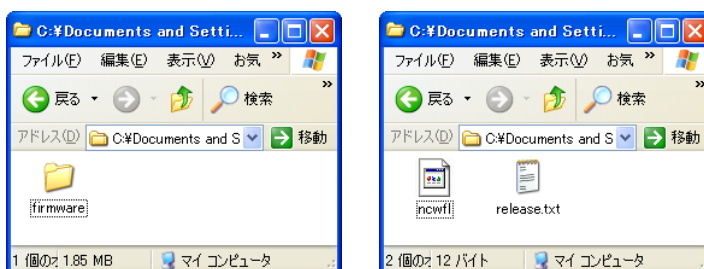 C:¥Documents and Setti...
ファイル(F) 編集(E) 表示(V) お気 »
戻る 検索 »
アドレス(D) C:¥Documents and S 移動
firmware
1 個のｵ 1.85 MB マイ コンピュータ
C:¥Documents and Setti...
ファイル(F) 編集(E) 表示(V) お気 »
戻る 検索 »
アドレス(D) C:¥Documents and S 移動
ncwfl release.txt
2 個のｵ 12 バイト マイ コンピュータ